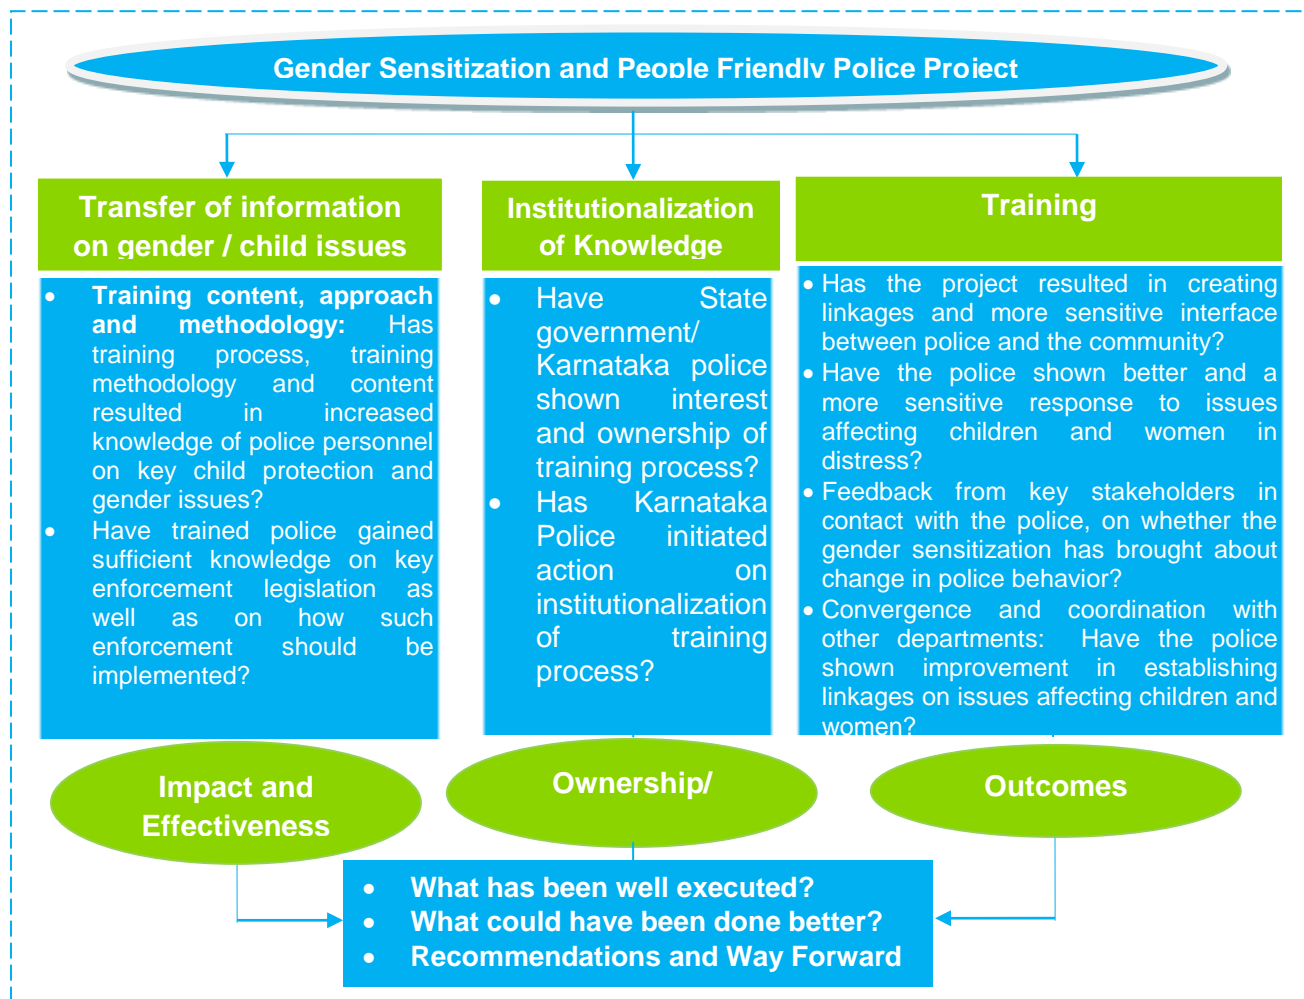 Gender Sensitization and People Friendly Police Project
Transfer of information
on gender / child issues
• Training content, approach
and methodology: Has
training process, training
methodology and content
resulted in increased
knowledge of police personnel
on key child protection and
gender issues?
• Have trained police gained
sufficient knowledge on key
enforcement legislation as
well as on how such
enforcement should be
implemented?
Impact and
Effectiveness
Institutionalization
of Knowledge
• Have State
government/
Karnataka police
shown interest
and ownership of
training process?
• Has Karnataka
Police initiated
action on
institutionalization
of training
process?
Ownership/
Training
• Has the project resulted in creating
linkages and more sensitive interface
between police and the community?
• Have the police shown better and a
more sensitive response to issues
affecting children and women in
distress?
• Feedback from key stakeholders in
contact with the police, on whether the
gender sensitization has brought about
change in police behavior?
• Convergence and coordination with
other departments: Have the police
shown improvement in establishing
linkages on issues affecting children and
women?
Outcomes
• What has been well executed?
• What could have been done better?
• Recommendations and Way Forward